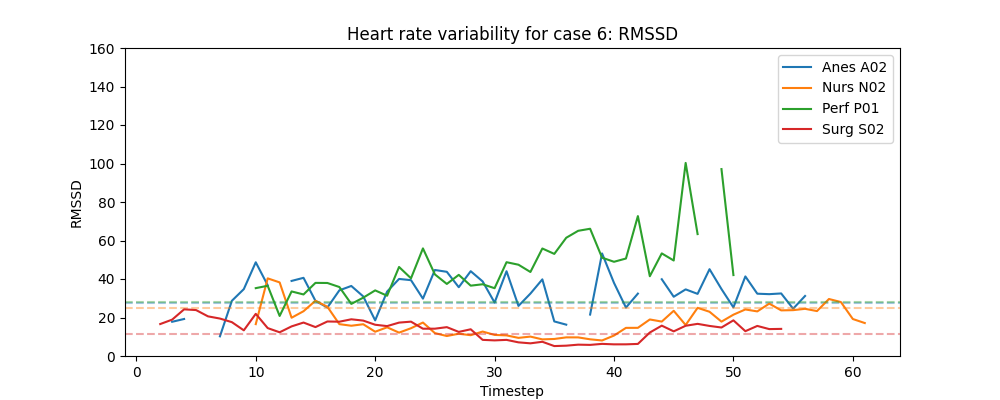 Heart rate variability for case 6: RMSSD
160
140
120
100
80
60
40
20
0
RMSSD
Anes A02
Nurs N02
Perf P01
Surg S02
0 10 20 30 40 50 60
Timestep